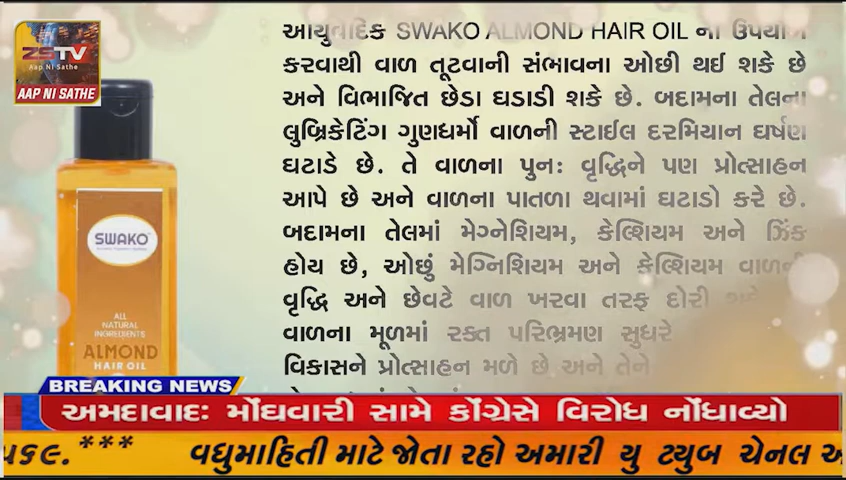 ZSTV
Aap Ni Sathe
AAP NI SATHE
આયુર્વેદિક SWAKO ALMOND HAIR OIL ના ઉપયોગ
કરવાથી વાળ તૂટવાની સંભાવના ઓછી થઈ શકે છે
અને વિભાજિત છેડા ઘડાડી શકે છે. બદામના તેલના
લુબ્રિકેટિંગ ગુણધર્મો વાળની સ્ટાઈલ દરમિયાન ઘર્ષણ
ઘટાડે છે. તે વાળના પુનઃ વૃદ્ધિને પણ પ્રોત્સાહન
આપે છે અને વાળના પાતળા થવામાં ઘટાડો કરે છે.
બદામના તેલમાં મેગ્નેશિયમ, કેલ્શિયમ અને ઝિંક
હોય છે, ઓછું મેગ્નિશિયમ અને કેલ્શિયમ વાળની
વૃદ્ધિ અને છેવટે વાળ ખરવા તરફ દોરી
વાળના મૂળમાં રક્ત પરિભ્રમણ સુધરે
વિકાસને પ્રોત્સાહન મળે છે અને તેને
SWAKO
ALL
NATURAL
INGREDIENTS
ALMOND
HAIR OIL
BREAKING NEWS
અમદાવાદઃ મોંઘવારી સામે કોંગ્રેસે વિરોધ નોંધાવ્યો
૫૬૯.*** વધુમાહિતી માટે જોતા રહો અમારી યુ ટ્યુબ ચેનલ